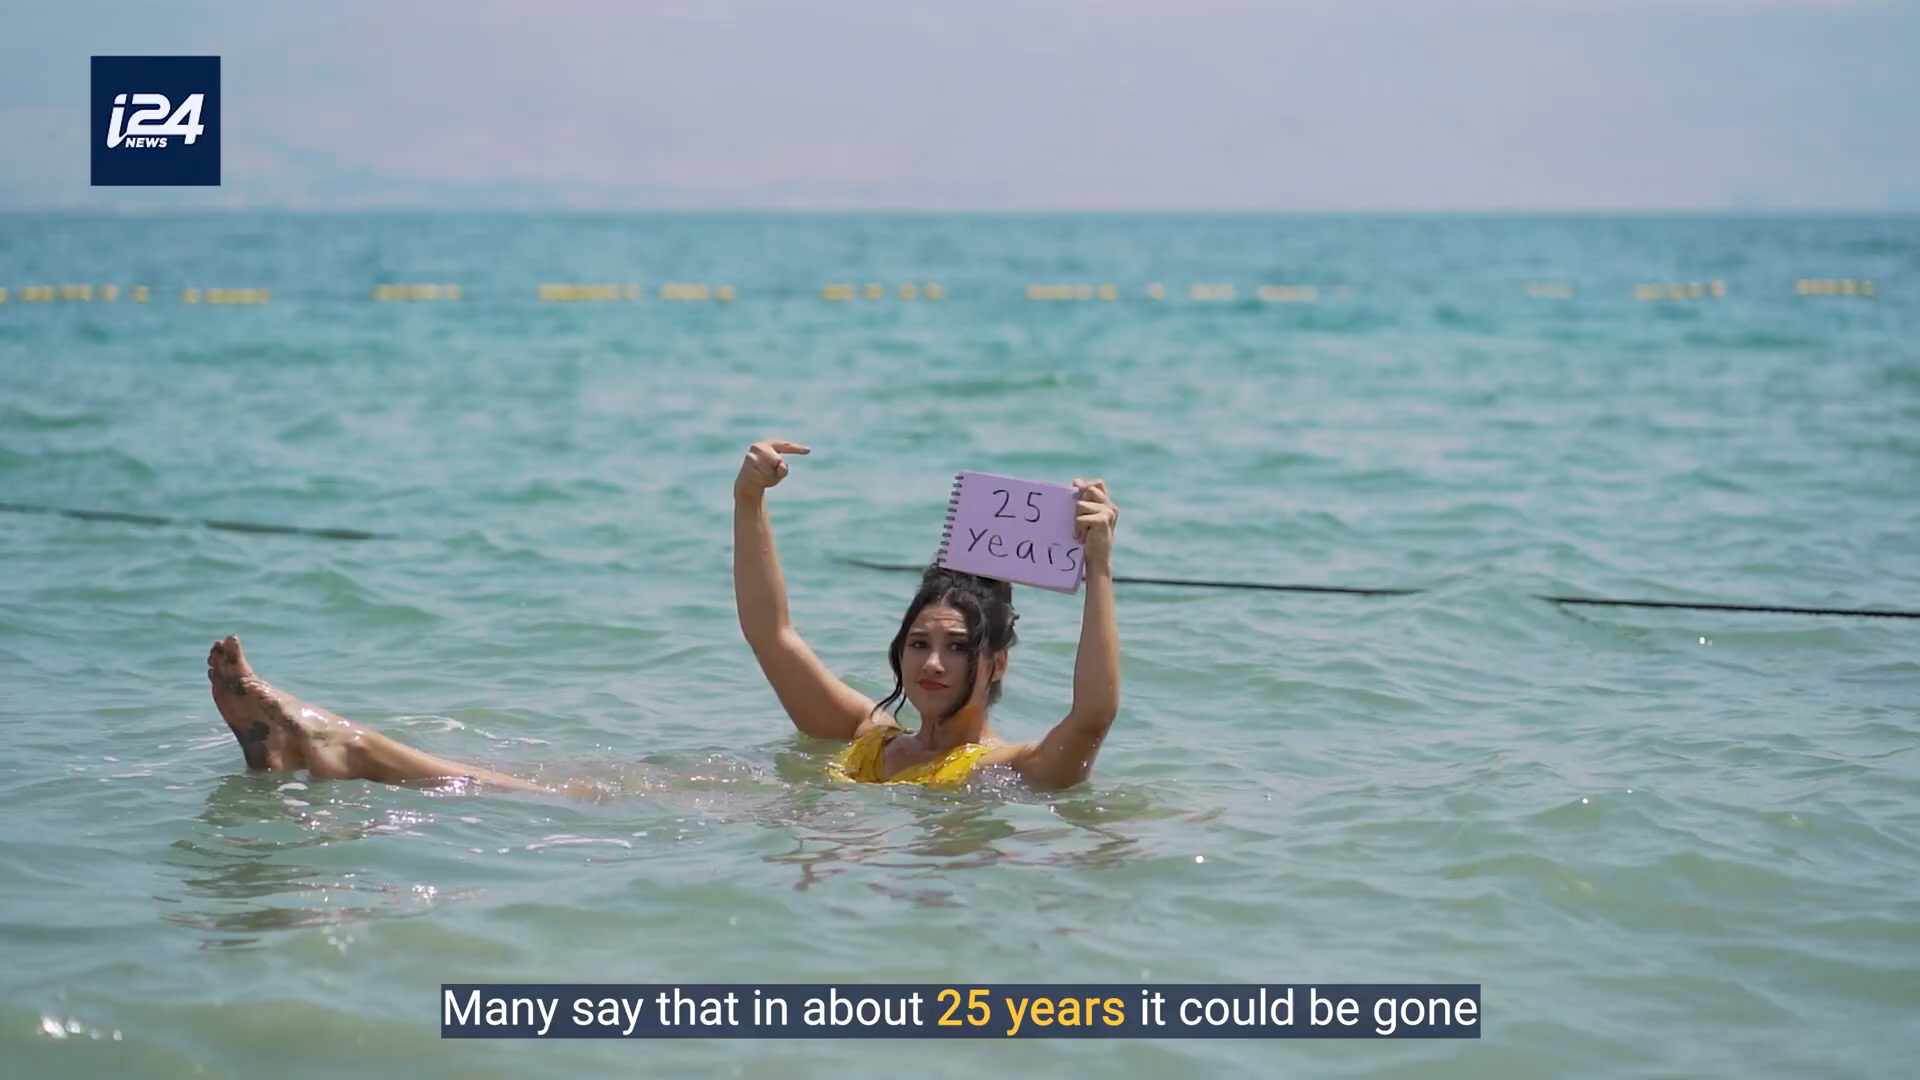 i24
NEWS
25
years
Many say that in about 25 years it could be gone